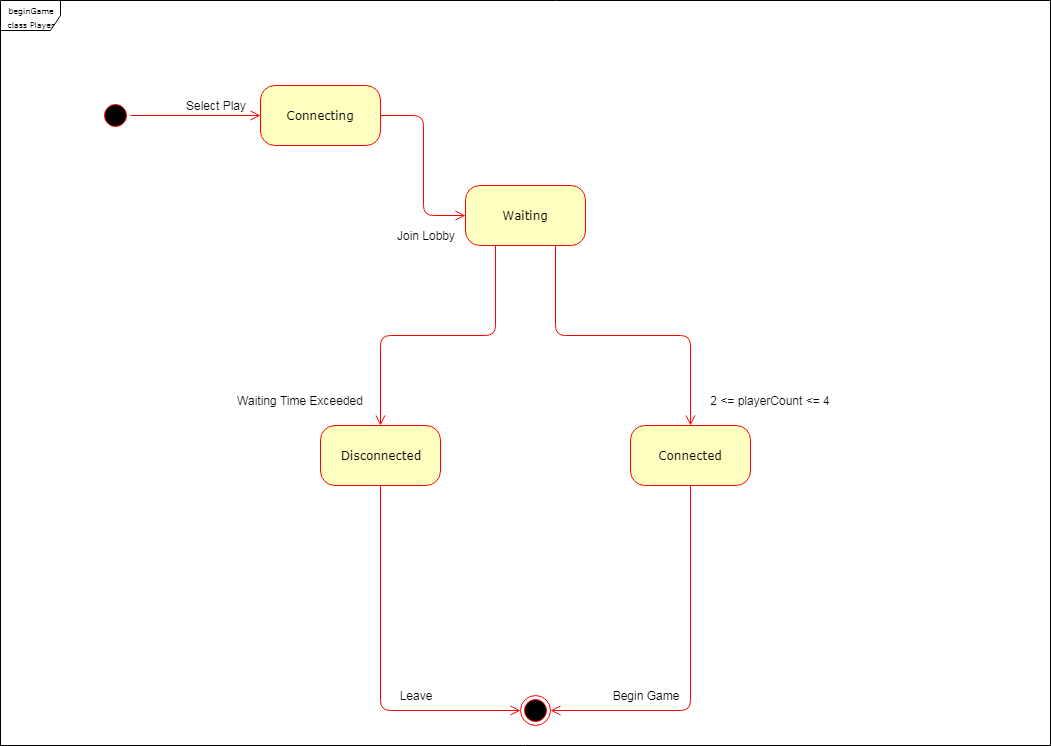 beginGame
class Player
Select Play
Connecting
Waiting
Join Lobby
Waiting Time Exceeded
2 <= playerCount <= 4
Disconnected
Connected
Leave
Begin Game